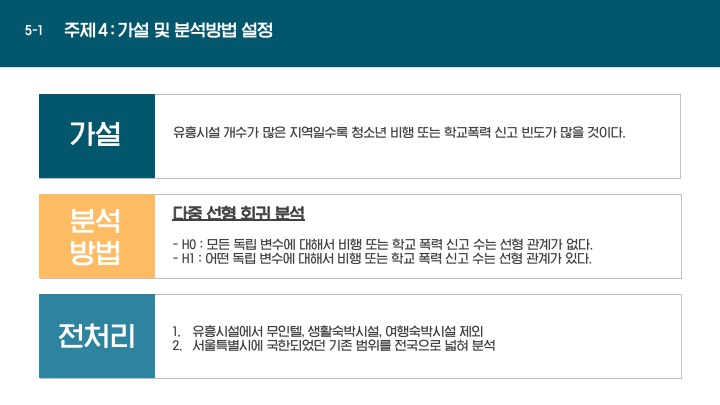 5-1 주제 4 : 가설 및 분석방법 설정
가설
유흥시설 개수가 많은 지역일수록 청소년 비행 또는 학교폭력 신고 빈도가 많을 것이다.
분석
방법
다중 선형 회귀 분석
- H0 : 모든 독립 변수에 대해서 비행 또는 학교 폭력 신고 수는 선형 관계가 없다.
- H1 : 어떤 독립 변수에 대해서 비행 또는 학교 폭력 신고 수는 선형 관계가 있다.
전처리
1. 유흥시설에서 무인텔, 생활숙박시설, 여행숙박시설 제외
2. 서울특별시에 국한되었던 기존 범위를 전국으로 넓혀 분석